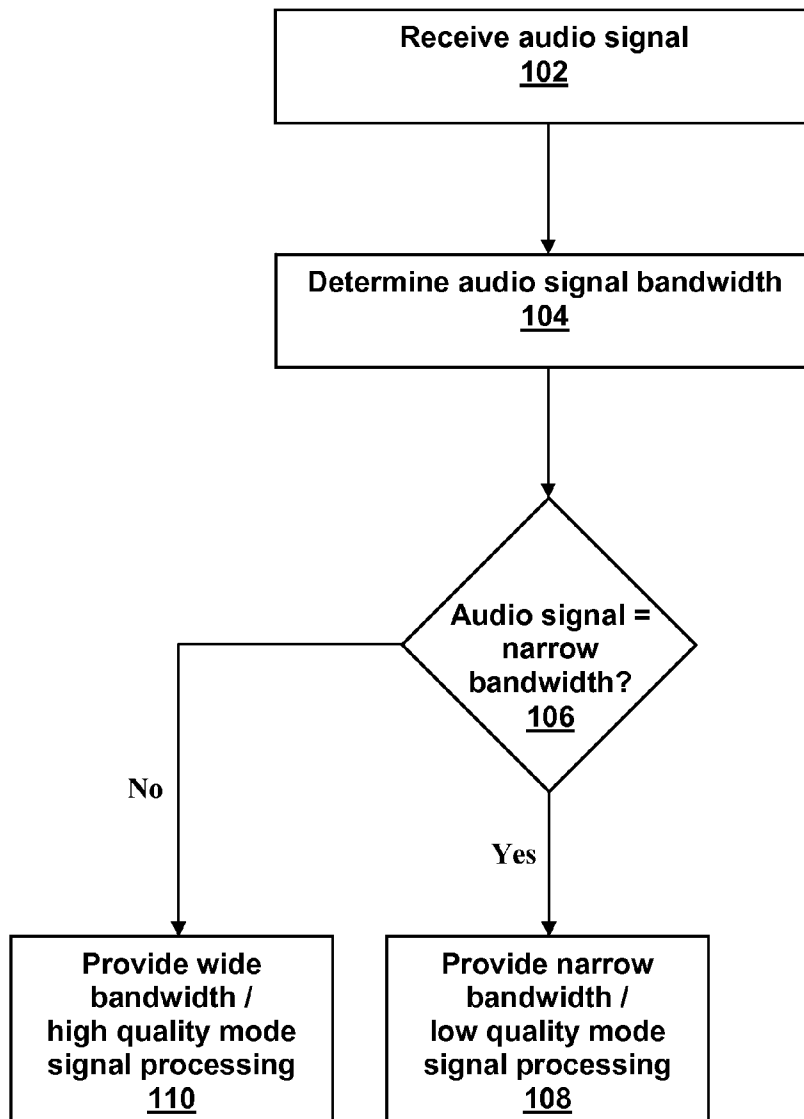 Receive audio signal
102
Determine audio signal bandwidth
104
Audio signal =
narrow
bandwidth?
106
No
Yes
Provide wide
bandwidth /
high quality mode
signal processing
110
Provide narrow
bandwidth /
low quality mode
signal processing
108